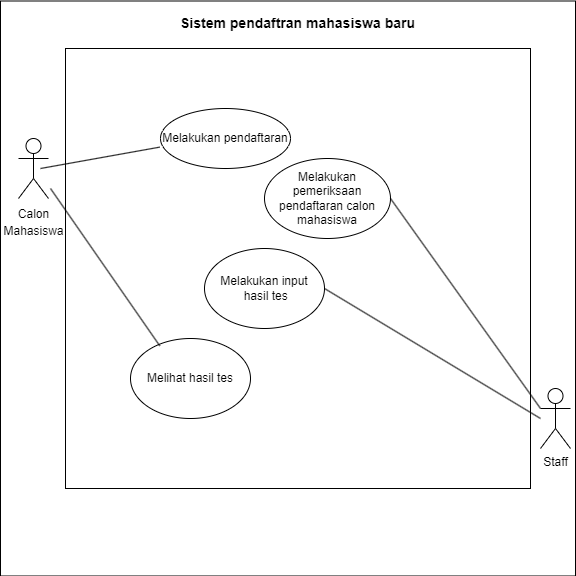 Sistem pendaftran mahasiswa baru
Melakukan pendaftaran
Melakukan
pemeriksaan
pendaftaran calon
mahasiswa
Calon
Mahasiswa
Melakukan input
hasil tes
Melihat hasil tes
Staff